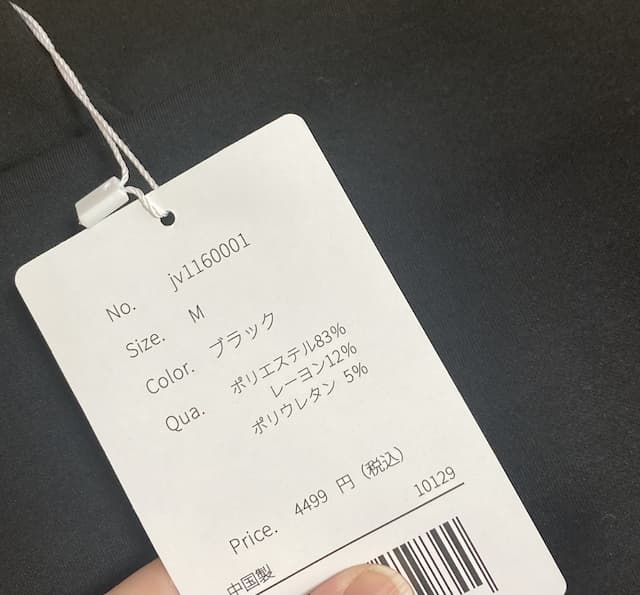 No. jv1160001
Size. M
Color. ブラック
Qua. ポリエステル83%
レーヨン12%
ポリウレタン 5%
Price. 4499 円 (税込)
10129
中国製